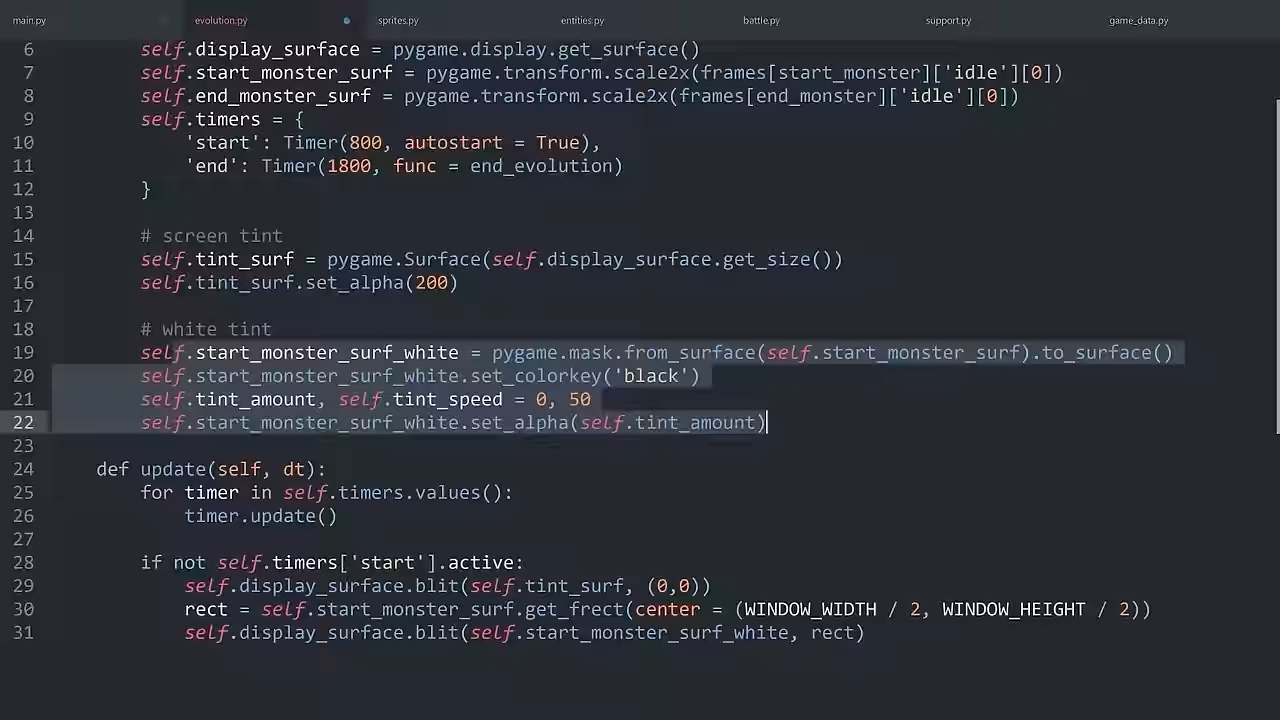 main.py evolution.py sprites.py entities.py battle.py support.py game_data.py
6 self.display_surface = pygame.display.get_surface()
7 self.start_monster_surf = pygame.transform.scale2x(frames[start_monster]['idle'][0])
8 self.end_monster_surf = pygame.transform.scale2x(frames[end_monster]['idle'][0])
9 self.timers = {
10 'start': Timer(800, autostart = True),
11 'end': Timer(1800, func = end_evolution)
12 }
13
14 # screen tint
15 self.tint_surf = pygame.Surface(self.display_surface.get_size())
16 self.tint_surf.set_alpha(200)
17
18 # white tint
19 self.start_monster_surf_white = pygame.mask.from_surface(self.start_monster_surf).to_surface()
20 self.start_monster_surf_white.set_colorkey('black')
21 self.tint_amount, self.tint_speed = 0, 50
22 self.start_monster_surf_white.set_alpha(self.tint_amount)
23
24 def update(self, dt):
25 for timer in self.timers.values():
26 timer.update()
27
28 if not self.timers['start'].active:
29 self.display_surface.blit(self.tint_surf, (0,0))
30 rect = self.start_monster_surf.get_frect(center = (WINDOW_WIDTH / 2, WINDOW_HEIGHT / 2))
31 self.display_surface.blit(self.start_monster_surf_white, rect)